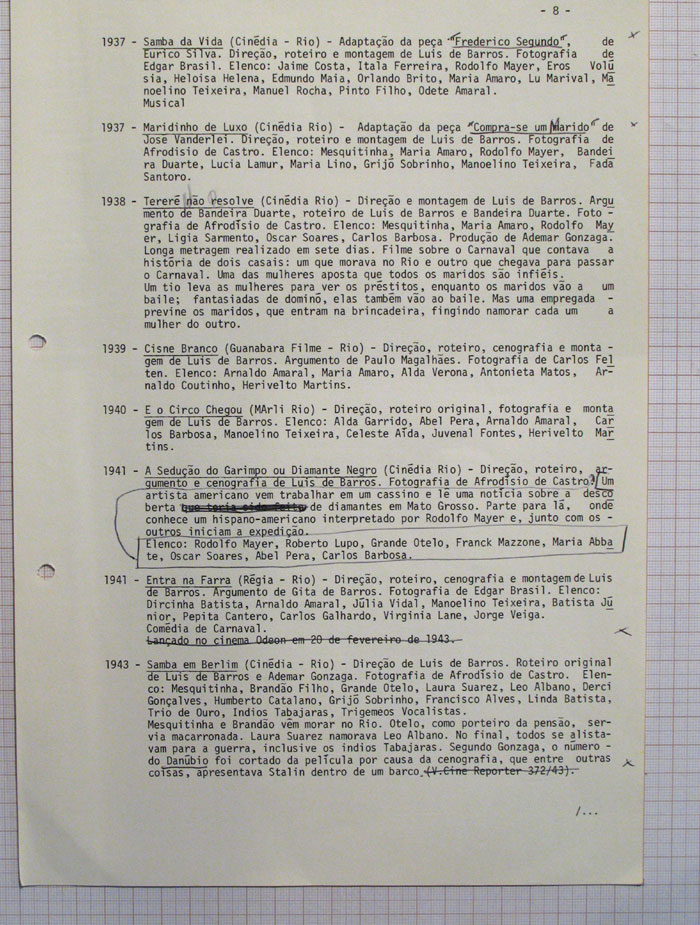 - 8 -
1937 - Samba da Vida (Cinédia - Rio) - Adaptação da peça "Frederico Segundo", de
Eurico Silva. Direção, roteiro e montagem de Luis de Barros. Fotografia de
Edgar Brasil. Elenco: Jaime Costa, Itala Ferreira, Rodolfo Mayer, Eros Volú
sia, Heloisa Helena, Edmundo Maia, Orlando Brito, Maria Amaro, Lu Marival, Ma
noelino Teixeira, Manuel Rocha, Pinto Filho, Odete Amaral.
Musical
1937 - Maridinho de Luxo (Cinédia Rio) - Adaptação da peça "Compra-se um Marido" de
José Vanderlei. Direção, roteiro e montagem de Luis de Barros. Fotografia de
Afrodisio de Castro. Elenco: Mesquitinha, Maria Amaro, Rodolfo Mayer, Bandei
ra Duarte, Lucia Lamur, Maria Lino, Grijó Sobrinho, Manoelino Teixeira, Fada
Santoro.
1938 - Tereré não resolve (Cinédia Rio) - Direção e montagem de Luis de Barros. Argu
mento de Bandeira Duarte, roteiro de Luis de Barros e Bandeira Duarte. Foto -
grafia de Afrodísio de Castro. Elenco: Mesquitinha, Maria Amaro, Rodolfo May
er, Ligia Sarmento, Oscar Soares, Carlos Barbosa. Produção de Ademar Gonzaga.
Longa metragem realizado em sete dias. Filme sobre o Carnaval que contava a
história de dois casais: um que morava no Rio e outro que chegava para passar
o Carnaval. Uma das mulheres aposta que todos os maridos são infiéis.
Um tio leva as mulheres para ver os préstitos, enquanto os maridos vão a um
baile; fantasiadas de dominó, elas também vão ao baile. Mas uma empregada -
previne os maridos, que entram na brincadeira, fingindo namorar cada um a
mulher do outro.
1939 - Cisne Branco (Guanabara Filme - Rio) - Direção, roteiro, cenografia e monta -
gem de Luis de Barros. Argumento de Paulo Magalhães. Fotografia de Carlos Fel
ten. Elenco: Arnaldo Amaral, Maria Amaro, Alda Verona, Antonieta Matos, Ar-
naldo Coutinho, Herivelto Martins.
1940 - E o Circo Chegou (MArli Rio) - Direção, roteiro original, fotografia e monta
gem de Luis de Barros. Elenco: Alda Garrido, Abel Pera, Arnaldo Amaral, Car
los Barbosa, Manoelino Teixeira, Celeste Aída, Juvenal Fontes, Herivelto Mar
tins.
1941 - A Sedução do Garimpo ou Diamante Negro (Cinédia Rio) - Direção, roteiro, ar-
gumento e cenografia de Luis de Barros. Fotografia de Afrodísio de Castro? Um
artista americano vem trabalhar em um cassino e lê uma notícia sobre a desco
berta que teria sido feita de diamantes em Mato Grosso. Parte para lá, onde
conhece um hispano-americano interpretado por Rodolfo Mayer e, junto com os -
outros iniciam a expedição.
Elenco: Rodolfo Mayer, Roberto Lupo, Grande Otelo, Franck Mazzone, Maria Abba
te, Oscar Soares, Abel Pera, Carlos Barbosa.
1941 - Entra na Farra (Régia - Rio) - Direção, roteiro, cenografia e montagem de Luis
de Barros. Argumento de Gita de Barros. Fotografia de Edgar Brasil. Elenco:
Dircinha Batista, Arnaldo Amaral, Júlia Vidal, Manoelino Teixeira, Batista Jú
nior, Pepita Cantero, Carlos Galhardo, Virgínia Lane, Jorge Veiga.
Comédia de Carnaval.
Lançado no cinema Odeon em 20 de fevereiro de 1943.
1943 - Samba em Berlim (Cinédia - Rio) - Direção de Luis de Barros. Roteiro original
de Luis de Barros e Ademar Gonzaga. Fotografia de Afrodísio de Castro. Elen-
co: Mesquitinha, Brandão Filho, Grande Otelo, Laura Suarez, Leo Albano, Derci
Gonçalves, Humberto Catalano, Grijó Sobrinho, Francisco Alves, Linda Batista,
Trio de Ouro, Indios Tabajaras, Trigemeos Vocalistas.
Mesquitinha e Brandão vêm morar no Rio. Otelo, como porteiro da pensão, ser-
via macarronada. Laura Suarez namorava Leo Albano. No final, todos se alista-
vam para a guerra, inclusive os indios Tabajaras. Segundo Gonzaga, o número -
do Danúbio foi cortado da película por causa da cenografia, que entre outras
coisas, apresentava Stalin dentro de um barco (V.Cine Reporter 372/43).
/...